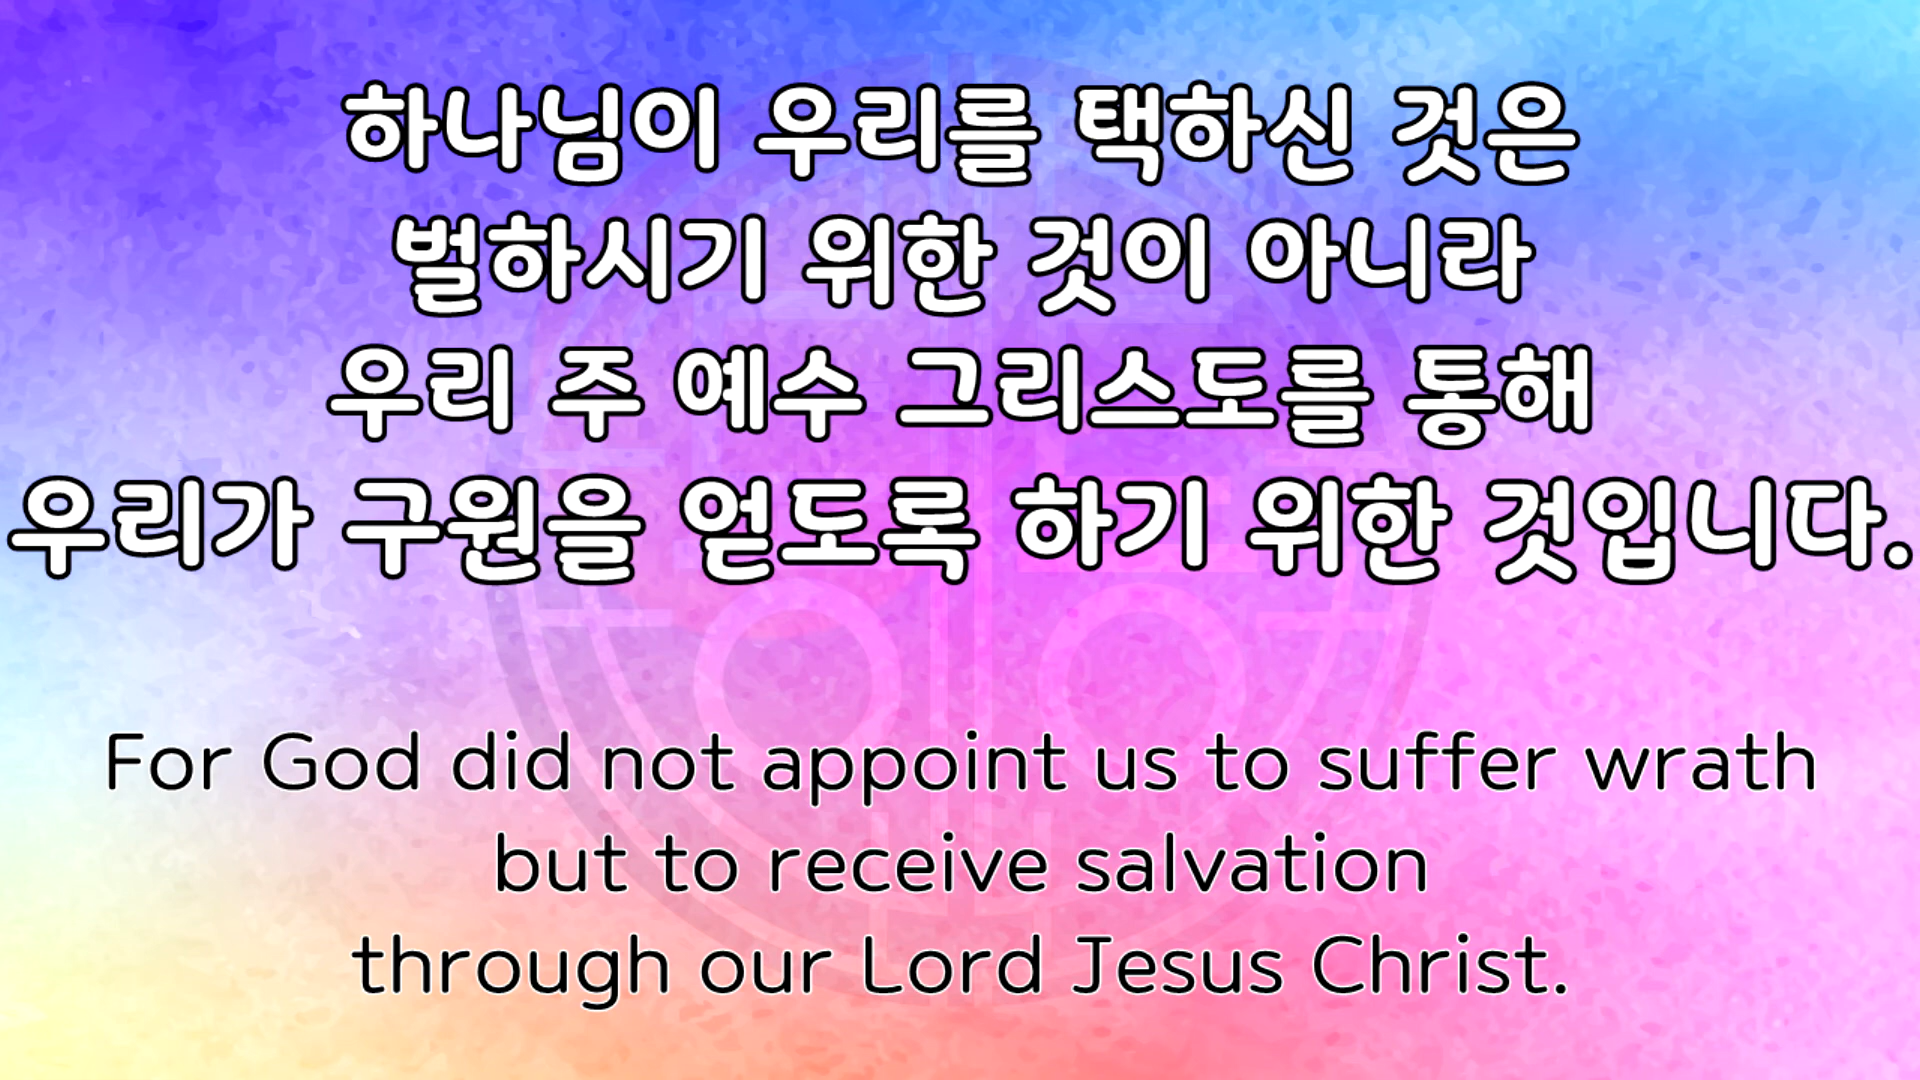 하나님이 우리를 택하신 것은
벌하시기 위한 것이 아니라
우리 주 예수 그리스도를 통해
우리가 구원을 얻도록 하기 위한 것입니다.
For God did not appoint us to suffer wrath
but to receive salvation
through our Lord Jesus Christ.